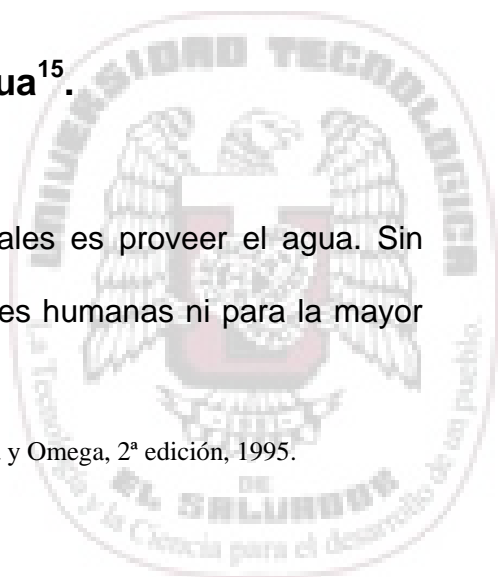 ua¹⁵.
ales es proveer el agua. Sin
es humanas ni para la mayor
y Omega, 2ª edición, 1995.
UNIVERSIDAD TECNOLOGICA
DE
EL SALVADOR
La Tecnología y la Ciencia para el desarrollo de un pueblo.